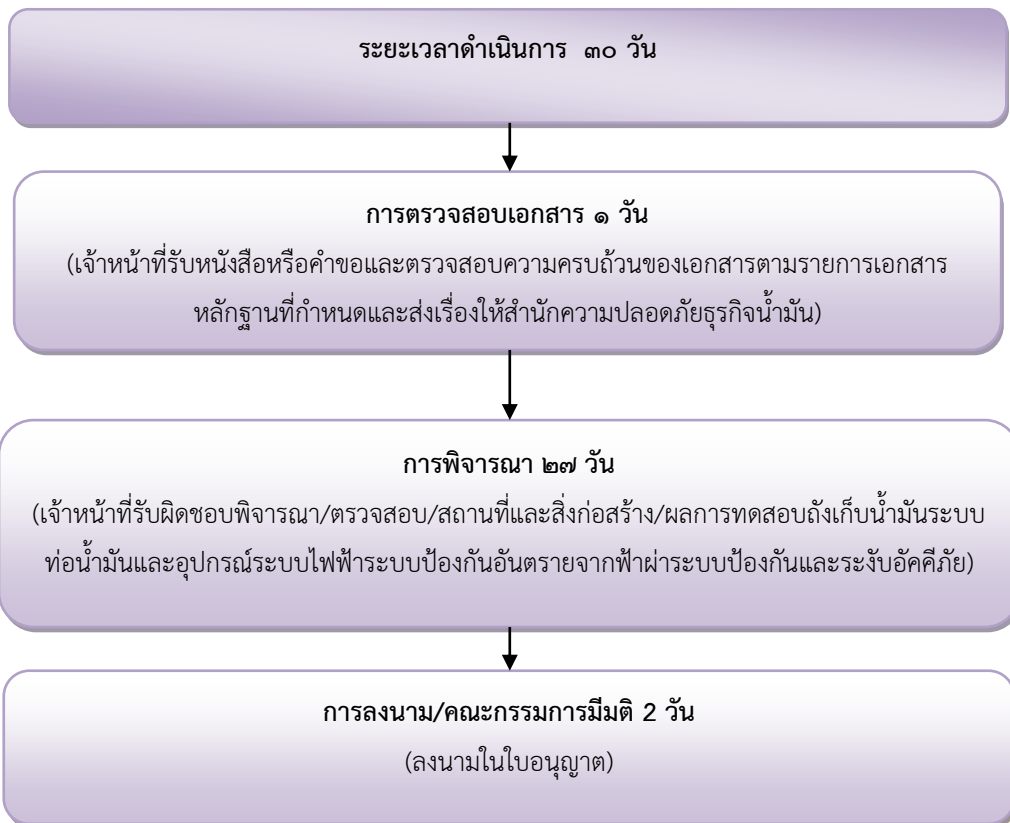 ระยะเวลาดำเนินการ ๓๐ วัน
การตรวจสอบเอกสาร ๑ วัน
(เจ้าหน้าที่รับหนังสือหรือคำขอและตรวจสอบความครบถ้วนของเอกสารตามรายการเอกสาร
หลักฐานที่กำหนดและส่งเรื่องให้สำนักความปลอดภัยธุรกิจน้ำมัน)
การพิจารณา ๒๗ วัน
(เจ้าหน้าที่รับผิดชอบพิจารณา/ตรวจสอบ/สถานที่และสิ่งก่อสร้าง/ผลการทดสอบถังเก็บน้ำมันระบบ
ท่อน้ำมันและอุปกรณ์ระบบไฟฟ้าระบบป้องกันอันตรายจากฟ้าผ่าระบบป้องกันและระงับอัคคีภัย)
การลงนาม/คณะกรรมการมีมติ 2 วัน
(ลงนามในใบอนุญาต)